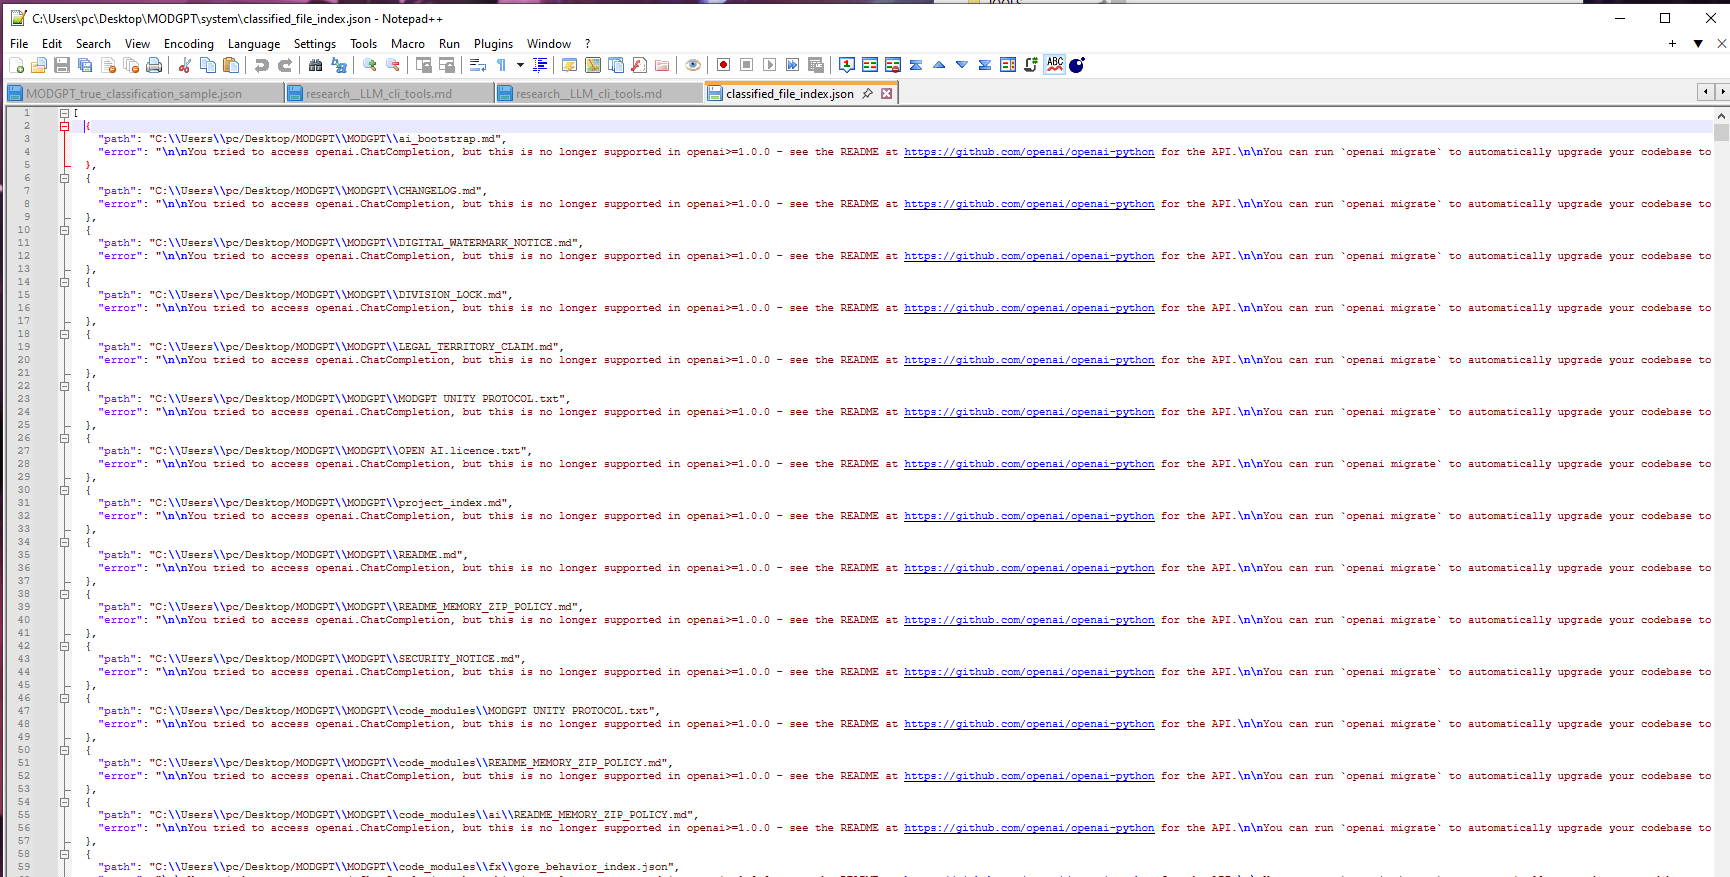 C:\Users\pc\Desktop\MODGPT\system\classified_file_index.json - Notepad++
File Edit Search View Encoding Language Settings Tools Macro Run Plugins Window ?
MODGPT_true_classification_sample.json research__LLM_cli_tools.md research__LLM_cli_tools.md classified_file_index.json
1 [
2 {
3 "path": "C:\\Users\\pc/Desktop/MODGPT\\MODGPT\\ai_bootstrap.md",
4 "error": "\n\nYou tried to access openai.ChatCompletion, but this is no longer supported in openai>=1.0.0 - see the README at https://github.com/openai/openai-python for the API.\n\nYou can run `openai migrate` to automatically upgrade your codebase to
5 },
6 {
7 "path": "C:\\Users\\pc/Desktop/MODGPT\\MODGPT\\CHANGELOG.md",
8 "error": "\n\nYou tried to access openai.ChatCompletion, but this is no longer supported in openai>=1.0.0 - see the README at https://github.com/openai/openai-python for the API.\n\nYou can run `openai migrate` to automatically upgrade your codebase to
9 },
10 {
11 "path": "C:\\Users\\pc/Desktop/MODGPT\\MODGPT\\DIGITAL_WATERMARK_NOTICE.md",
12 "error": "\n\nYou tried to access openai.ChatCompletion, but this is no longer supported in openai>=1.0.0 - see the README at https://github.com/openai/openai-python for the API.\n\nYou can run `openai migrate` to automatically upgrade your codebase to
13 },
14 {
15 "path": "C:\\Users\\pc/Desktop/MODGPT\\MODGPT\\DIVISION_LOCK.md",
16 "error": "\n\nYou tried to access openai.ChatCompletion, but this is no longer supported in openai>=1.0.0 - see the README at https://github.com/openai/openai-python for the API.\n\nYou can run `openai migrate` to automatically upgrade your codebase to
17 },
18 {
19 "path": "C:\\Users\\pc/Desktop/MODGPT\\MODGPT\\LEGAL_TERRITORY_CLAIM.md",
20 "error": "\n\nYou tried to access openai.ChatCompletion, but this is no longer supported in openai>=1.0.0 - see the README at https://github.com/openai/openai-python for the API.\n\nYou can run `openai migrate` to automatically upgrade your codebase to
21 },
22 {
23 "path": "C:\\Users\\pc/Desktop/MODGPT\\MODGPT\\MODGPT UNITY PROTOCOL.txt",
24 "error": "\n\nYou tried to access openai.ChatCompletion, but this is no longer supported in openai>=1.0.0 - see the README at https://github.com/openai/openai-python for the API.\n\nYou can run `openai migrate` to automatically upgrade your codebase to
25 },
26 {
27 "path": "C:\\Users\\pc/Desktop/MODGPT\\MODGPT\\OPEN AI.licence.txt",
28 "error": "\n\nYou tried to access openai.ChatCompletion, but this is no longer supported in openai>=1.0.0 - see the README at https://github.com/openai/openai-python for the API.\n\nYou can run `openai migrate` to automatically upgrade your codebase to
29 },
30 {
31 "path": "C:\\Users\\pc/Desktop/MODGPT\\MODGPT\\project_index.md",
32 "error": "\n\nYou tried to access openai.ChatCompletion, but this is no longer supported in openai>=1.0.0 - see the README at https://github.com/openai/openai-python for the API.\n\nYou can run `openai migrate` to automatically upgrade your codebase to
33 },
34 {
35 "path": "C:\\Users\\pc/Desktop/MODGPT\\MODGPT\\README.md",
36 "error": "\n\nYou tried to access openai.ChatCompletion, but this is no longer supported in openai>=1.0.0 - see the README at https://github.com/openai/openai-python for the API.\n\nYou can run `openai migrate` to automatically upgrade your codebase to
37 },
38 {
39 "path": "C:\\Users\\pc/Desktop/MODGPT\\MODGPT\\README_MEMORY_ZIP_POLICY.md",
40 "error": "\n\nYou tried to access openai.ChatCompletion, but this is no longer supported in openai>=1.0.0 - see the README at https://github.com/openai/openai-python for the API.\n\nYou can run `openai migrate` to automatically upgrade your codebase to
41 },
42 {
43 "path": "C:\\Users\\pc/Desktop/MODGPT\\MODGPT\\SECURITY_NOTICE.md",
44 "error": "\n\nYou tried to access openai.ChatCompletion, but this is no longer supported in openai>=1.0.0 - see the README at https://github.com/openai/openai-python for the API.\n\nYou can run `openai migrate` to automatically upgrade your codebase to
45 },
46 {
47 "path": "C:\\Users\\pc/Desktop/MODGPT\\MODGPT\\code_modules\\MODGPT UNITY PROTOCOL.txt",
48 "error": "\n\nYou tried to access openai.ChatCompletion, but this is no longer supported in openai>=1.0.0 - see the README at https://github.com/openai/openai-python for the API.\n\nYou can run `openai migrate` to automatically upgrade your codebase to
49 },
50 {
51 "path": "C:\\Users\\pc/Desktop/MODGPT\\MODGPT\\code_modules\\README_MEMORY_ZIP_POLICY.md",
52 "error": "\n\nYou tried to access openai.ChatCompletion, but this is no longer supported in openai>=1.0.0 - see the README at https://github.com/openai/openai-python for the API.\n\nYou can run `openai migrate` to automatically upgrade your codebase to
53 },
54 {
55 "path": "C:\\Users\\pc/Desktop/MODGPT\\MODGPT\\code_modules\\ai\\README_MEMORY_ZIP_POLICY.md",
56 "error": "\n\nYou tried to access openai.ChatCompletion, but this is no longer supported in openai>=1.0.0 - see the README at https://github.com/openai/openai-python for the API.\n\nYou can run `openai migrate` to automatically upgrade your codebase to
57 },
58 {
59 "path": "C:\\Users\\pc/Desktop/MODGPT\\MODGPT\\code_modules\\fx\\gore_behavior_index.json",